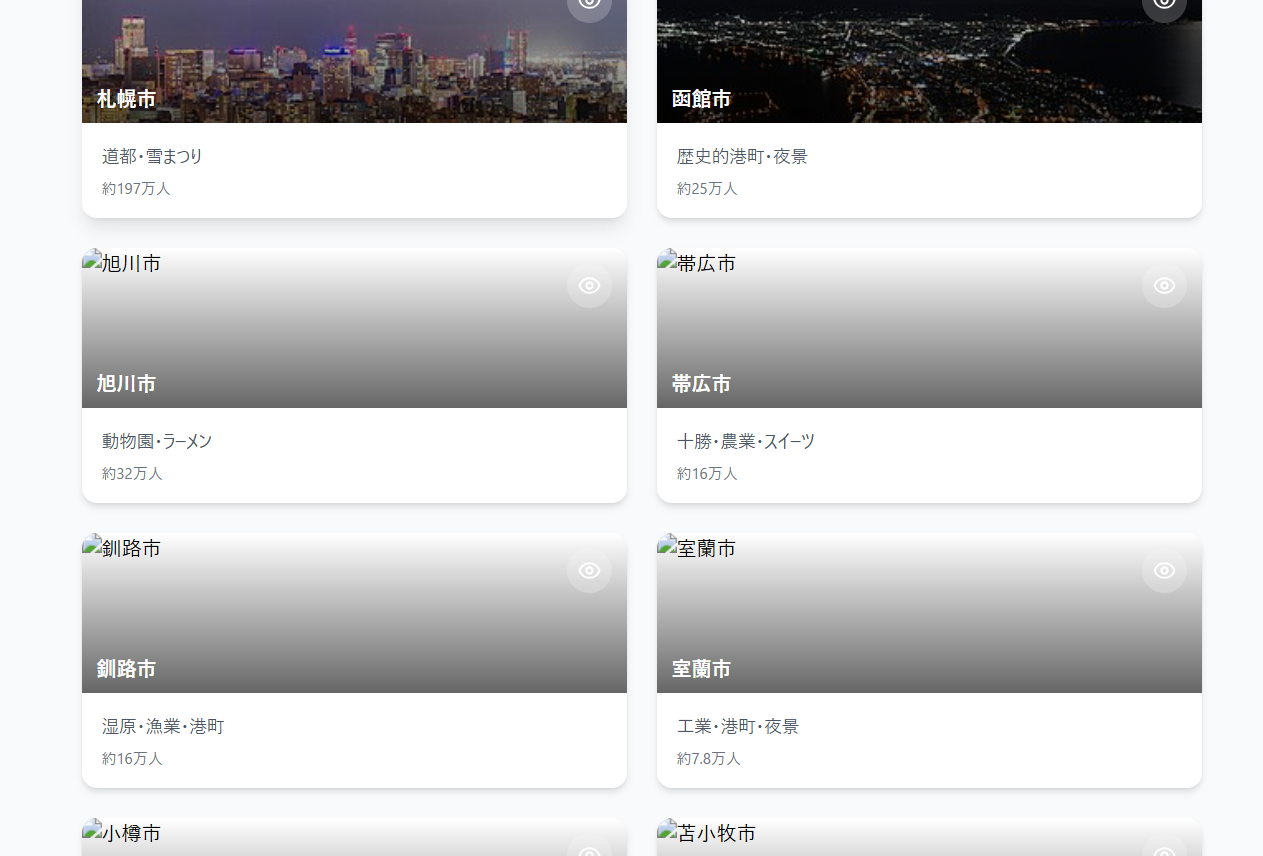 札幌市
函館市
道都・雪まつり
約197万人
歴史的港町・夜景
約25万人
旭川市
帯広市
旭川市
帯広市
動物園・ラーメン
約32万人
十勝・農業・スイーツ
約16万人
釧路市
室蘭市
釧路市
室蘭市
湿原・漁業・港町
約16万人
工業・港町・夜景
約7.8万人
小樽市
苫小牧市